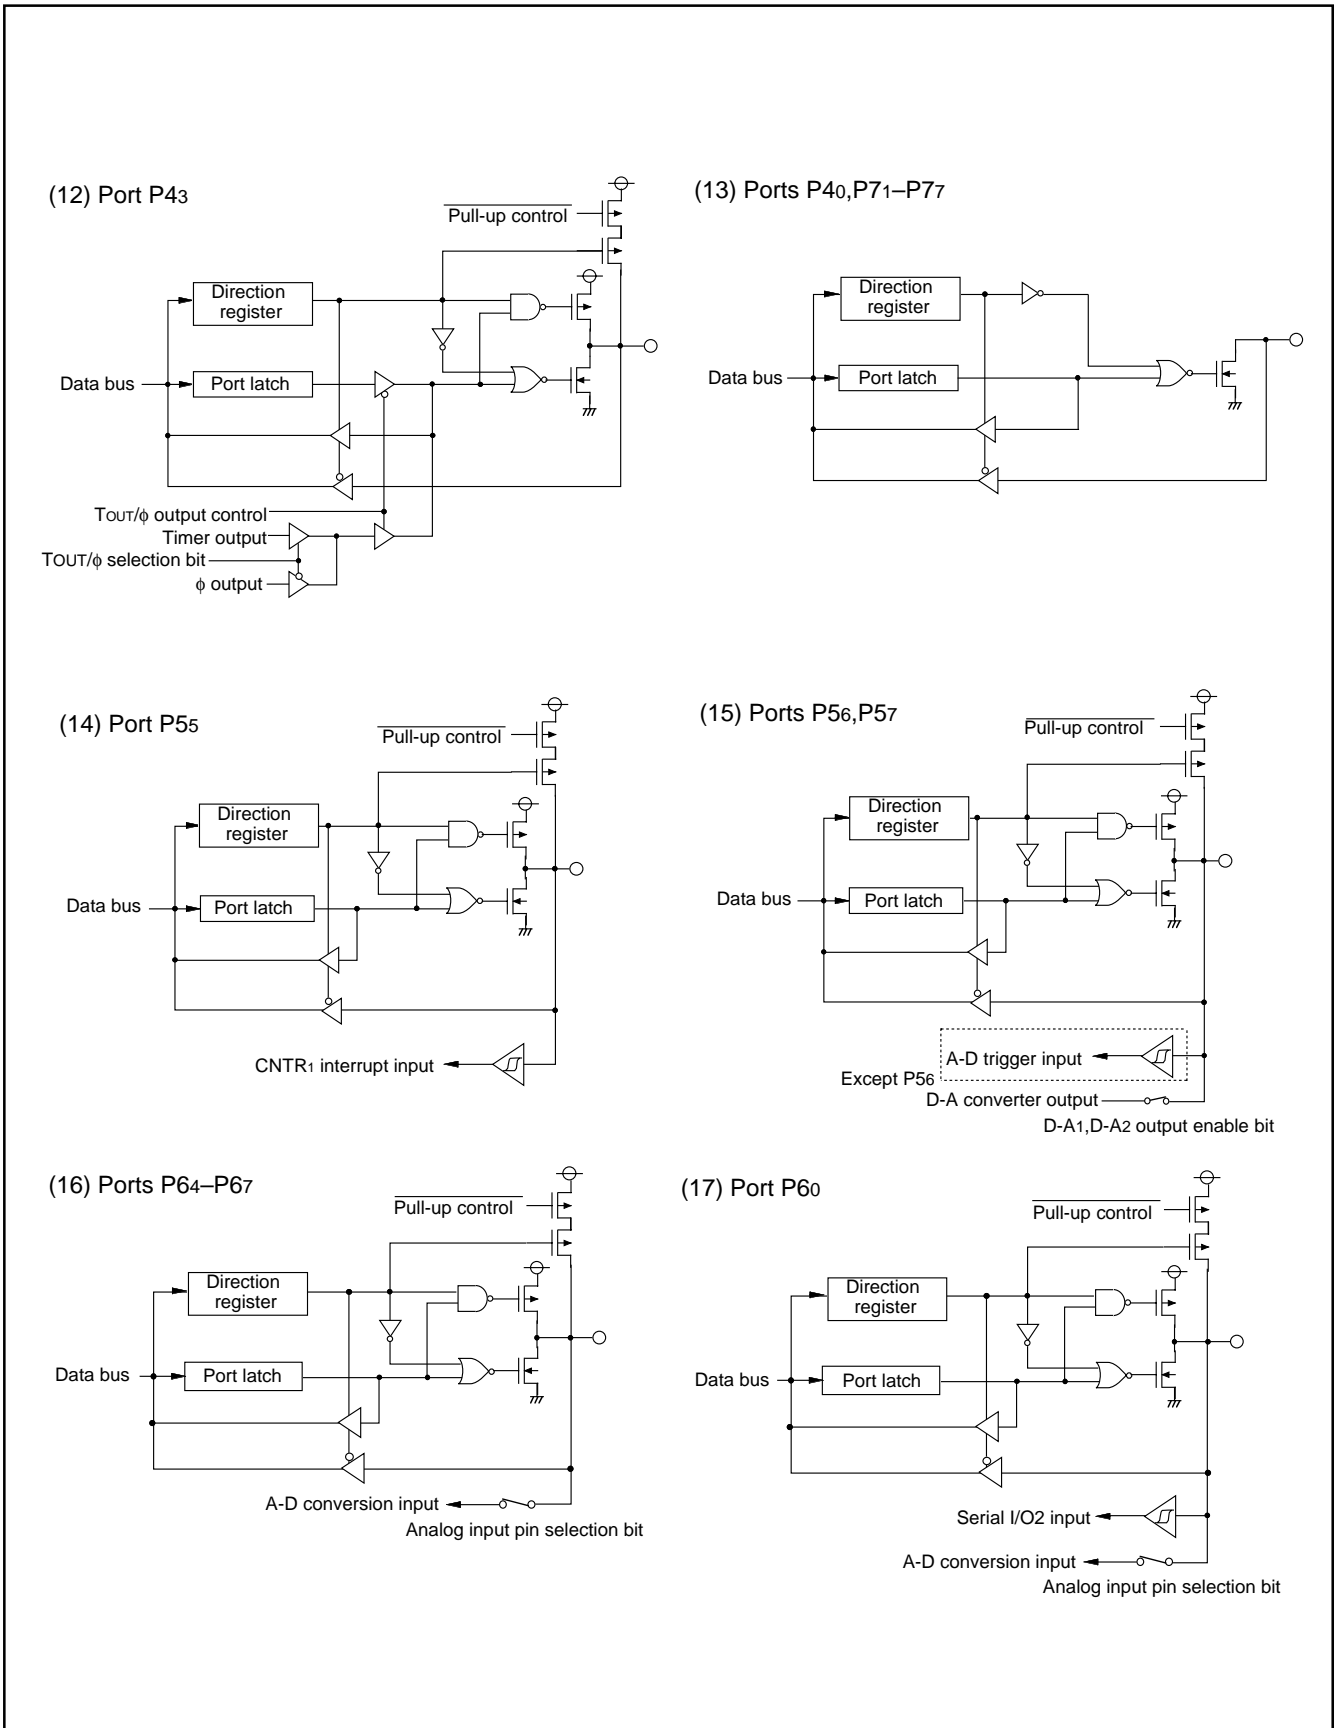 (12) Port P43
Pull-up control
Direction
register
Data bus
Port latch
TOUT/ϕ output control
Timer output
TOUT/ϕ selection bit
ϕ output
(13) Ports P40,P71–P77
Direction
register
Data bus
Port latch
(14) Port P55
Pull-up control
Direction
register
Data bus
Port latch
CNTR1 interrupt input
(15) Ports P56,P57
Pull-up control
Direction
register
Data bus
Port latch
A-D trigger input
Except P56
D-A converter output
D-A1,D-A2 output enable bit
(16) Ports P64–P67
Pull-up control
Direction
register
Data bus
Port latch
A-D conversion input
Analog input pin selection bit
(17) Port P60
Pull-up control
Direction
register
Data bus
Port latch
Serial I/O2 input
A-D conversion input
Analog input pin selection bit